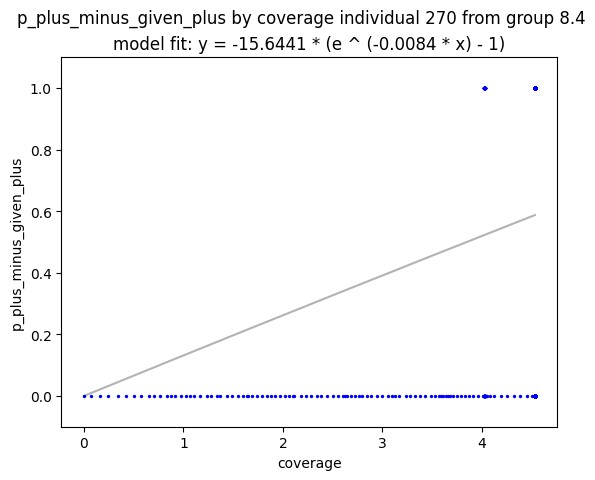 p_plus_minus_given_plus by coverage individual 270 from group 8.4
model fit: y = -15.6441 * (e ^ (-0.0084 * x) - 1)
1.0
0.8
0.6
0.4
0.2
0.0
p_plus_minus_given_plus
0 1 2 3 4
coverage